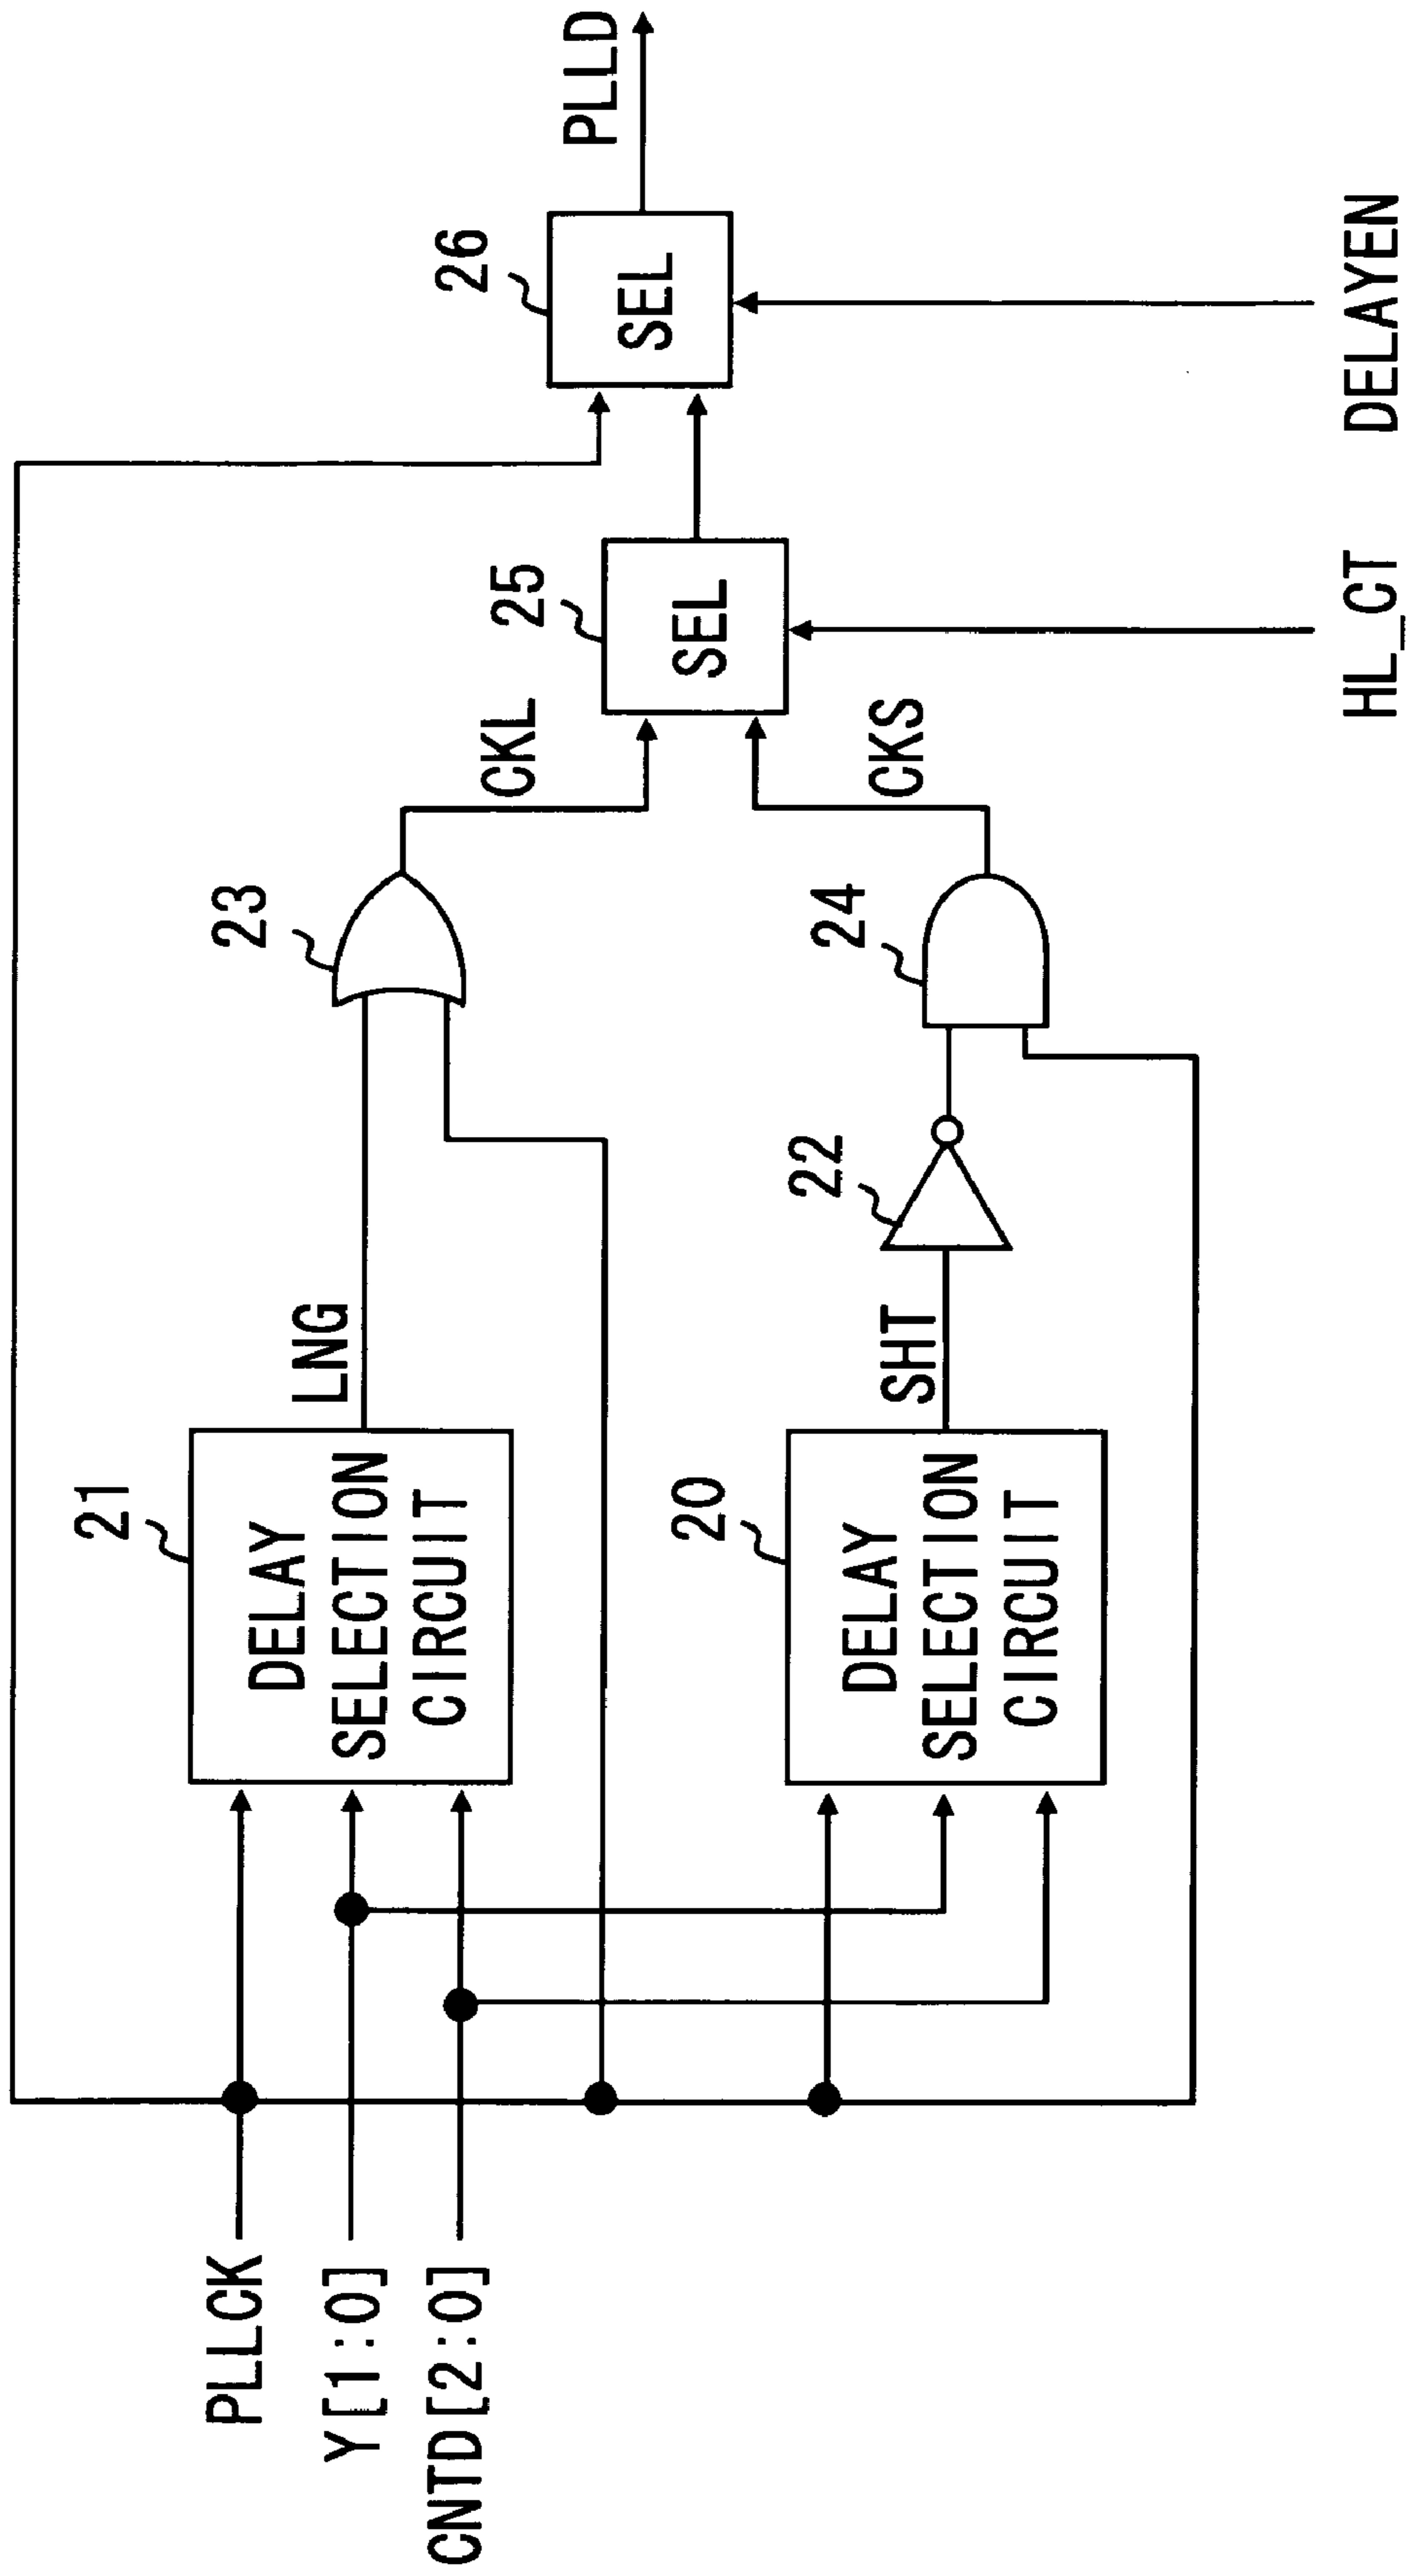 PLLCK
Y[1:0]
CNTD[2:0]
21
DELAY
SELECTION
CIRCUIT
LNG
23
CKL
20
DELAY
SELECTION
CIRCUIT
SHT
22
24
CKS
25
SEL
26
SEL
PLLD
HL_CT
DELAYEN